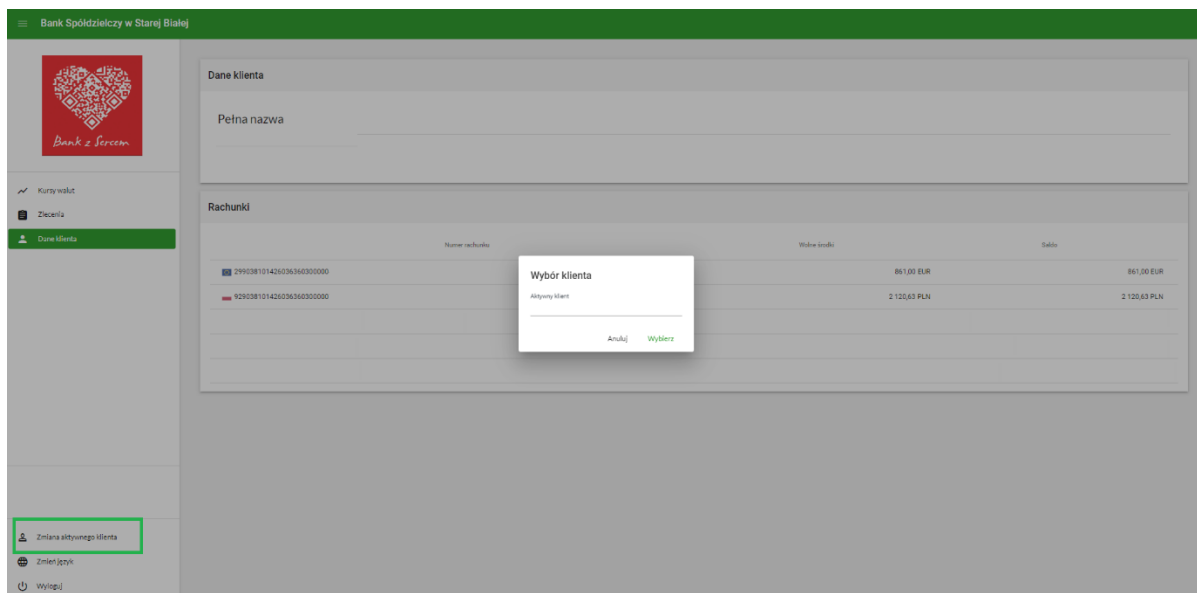 Bank Spółdzielczy w Starej Białej
Bank z Sercem
Kursy walut
Zlecenia
Dane klienta
Zmiana aktywnego klienta
Zmień język
Wyloguj
Dane klienta
Pełna nazwa
Rachunki
Numer rachunku Wolne środki Saldo
29903810142603636030000 861,00 EUR 861,00 EUR
92903810142603636030000 2 120,63 PLN 2 120,63 PLN
Wybór klienta
Aktywny klient
Anuluj Wybierz